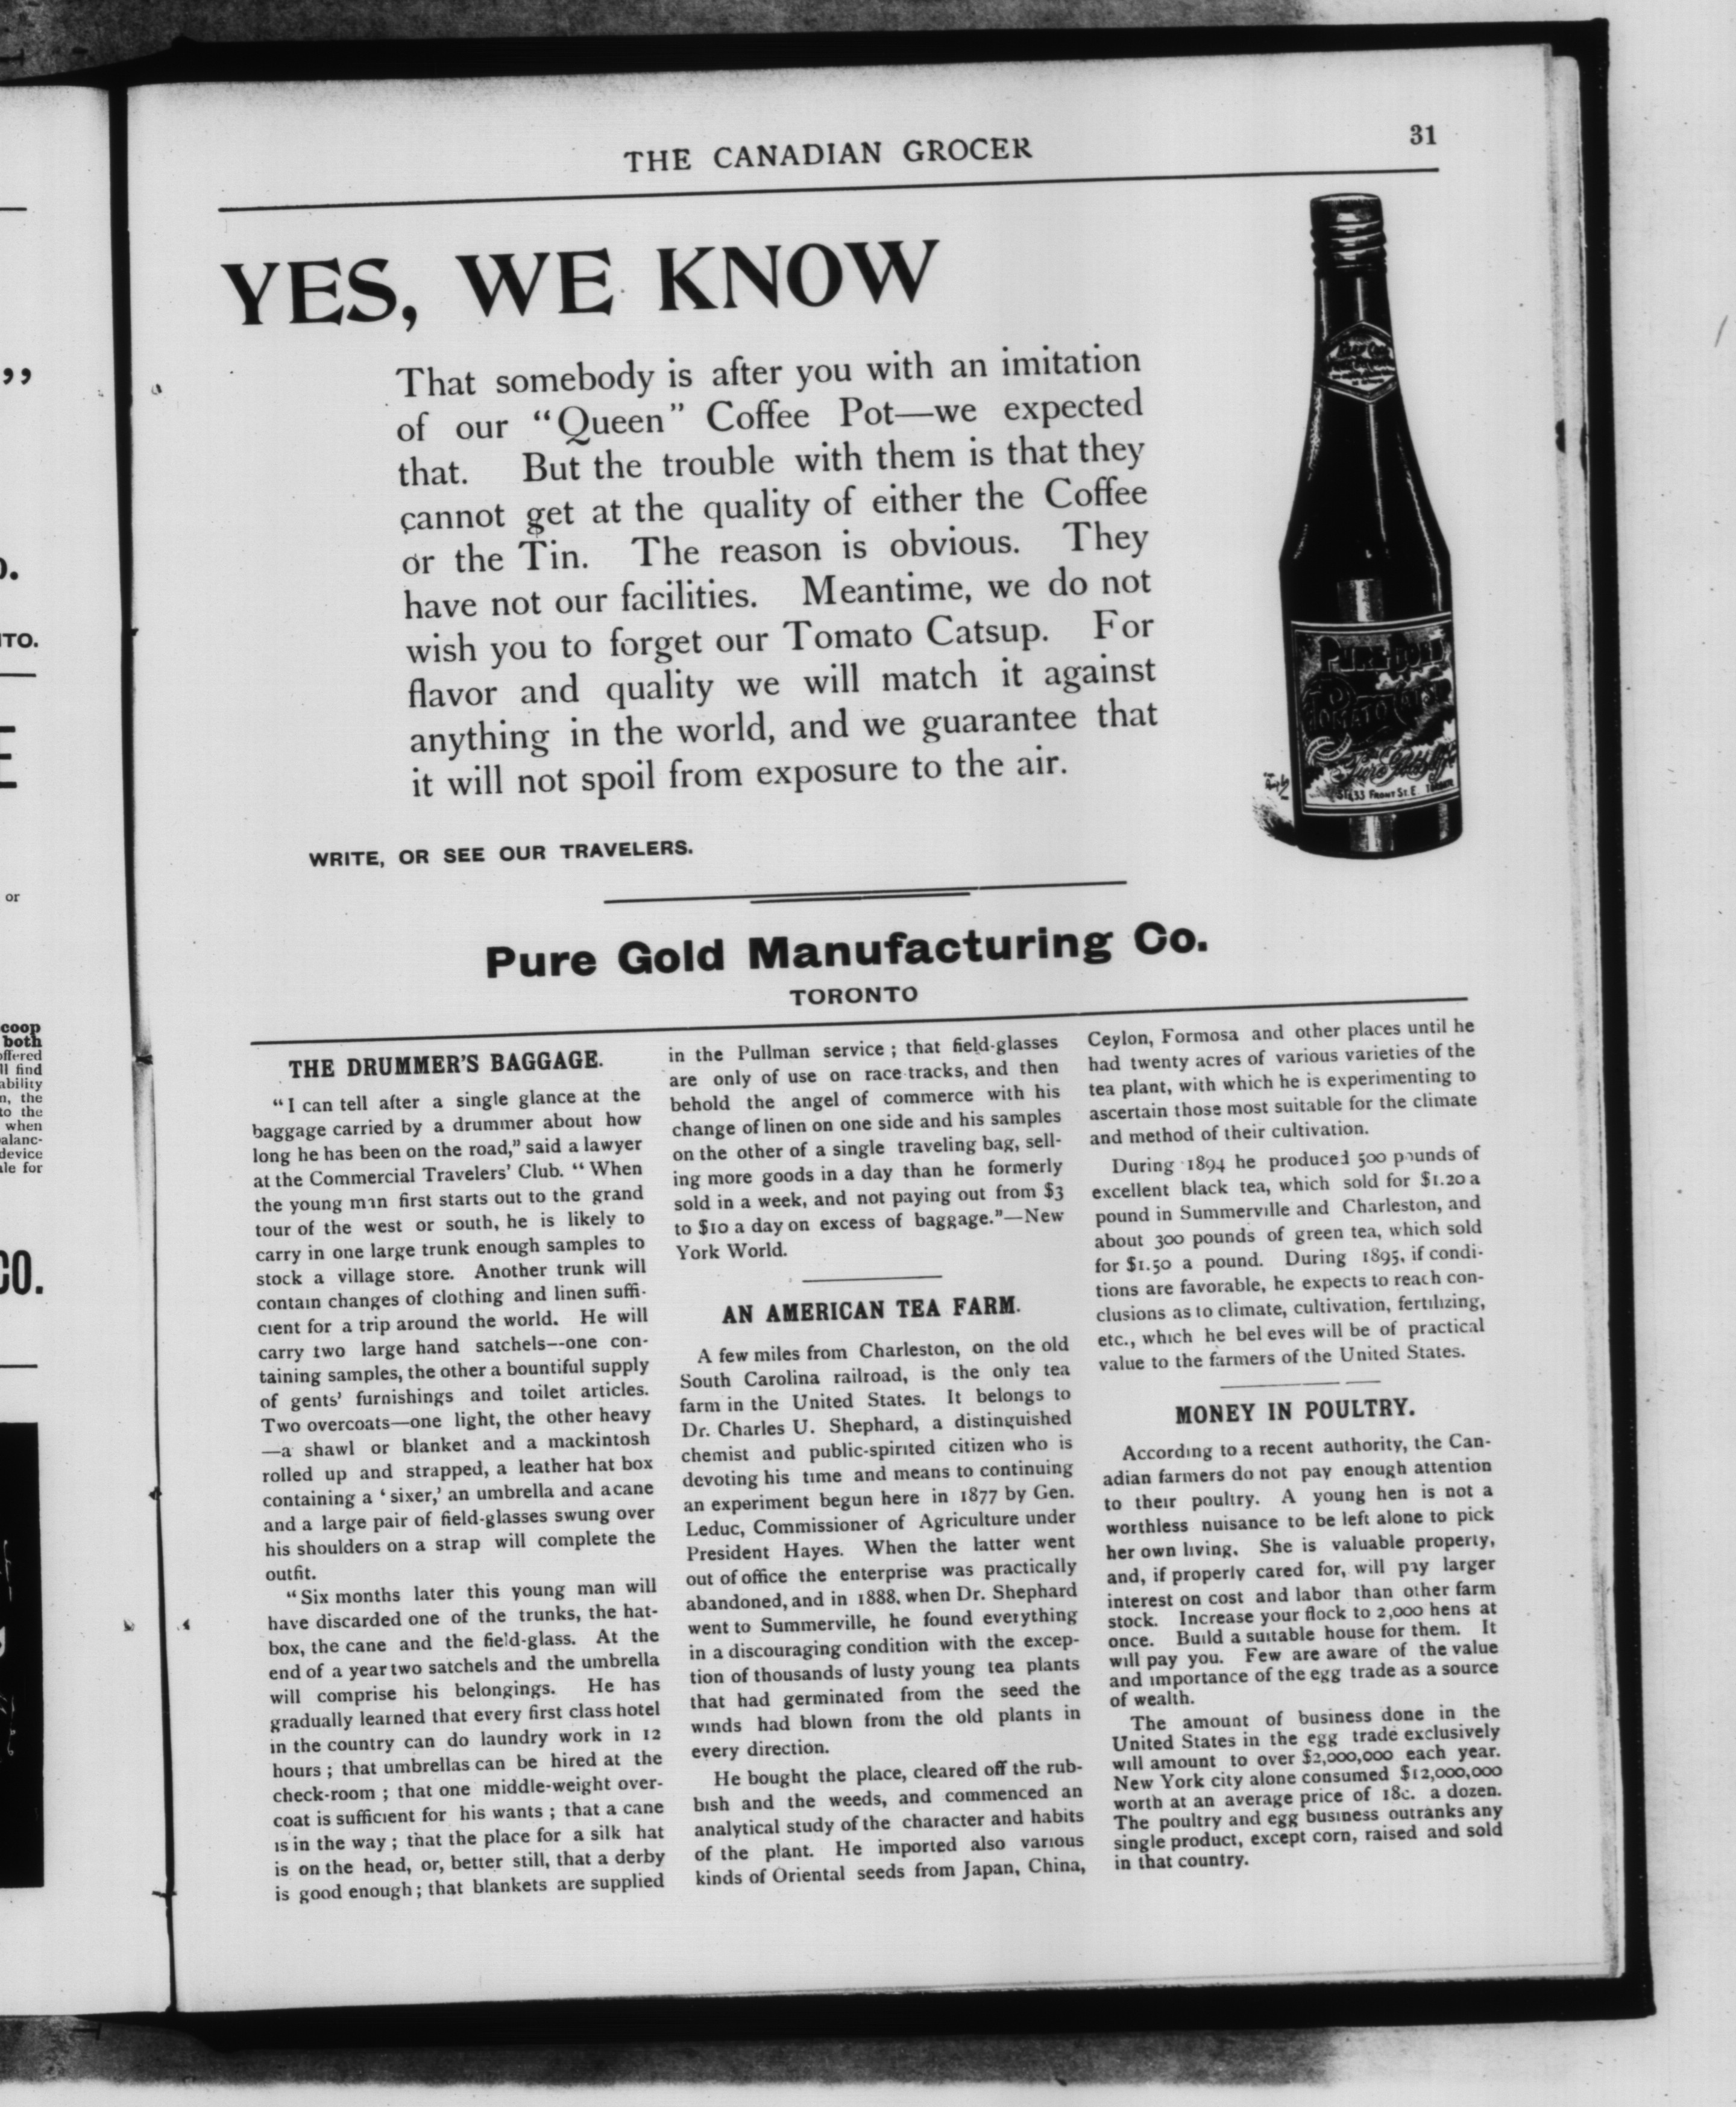 THE CANADIAN GROCER
31
YES, WE KNOW
That somebody is after you with an imitation
of our "Queen" Coffee Pot—we expected
that. But the trouble with them is that they
cannot get at the quality of either the Coffee
or the Tin. The reason is obvious. They
have not our facilities. Meantime, we do not
wish you to forget our Tomato Catsup. For
flavor and quality we will match it against
anything in the world, and we guarantee that
it will not spoil from exposure to the air.
WRITE, OR SEE OUR TRAVELERS.
PURE GOLD
TOMATO CATSUP
31 & 33 FRONT ST. E.
Pure Gold Manufacturing Co.
TORONTO
THE DRUMMER'S BAGGAGE.
"I can tell after a single glance at the
baggage carried by a drummer about how
long he has been on the road," said a lawyer
at the Commercial Travelers' Club. "When
the young man first starts out to the grand
tour of the west or south, he is likely to
carry in one large trunk enough samples to
stock a village store. Another trunk will
contain changes of clothing and linen suffi-
cient for a trip around the world. He will
carry two large hand satchels--one con-
taining samples, the other a bountiful supply
of gents' furnishings and toilet articles.
Two overcoats—one light, the other heavy
—a shawl or blanket and a mackintosh
rolled up and strapped, a leather hat box
containing a 'sixer,' an umbrella and a cane
and a large pair of field-glasses swung over
his shoulders on a strap will complete the
outfit.
"Six months later this young man will
have discarded one of the trunks, the hat-
box, the cane and the field-glass. At the
end of a year two satchels and the umbrella
will comprise his belongings. He has
gradually learned that every first class hotel
in the country can do laundry work in 12
hours; that umbrellas can be hired at the
check-room; that one middle-weight over-
coat is sufficient for his wants; that a cane
is in the way; that the place for a silk hat
is on the head, or, better still, that a derby
is good enough; that blankets are supplied
in the Pullman service; that field-glasses
are only of use on race tracks, and then
behold the angel of commerce with his
change of linen on one side and his samples
on the other of a single traveling bag, sell-
ing more goods in a day than he formerly
sold in a week, and not paying out from $3
to $10 a day on excess of baggage."—New
York World.
AN AMERICAN TEA FARM.
A few miles from Charleston, on the old
South Carolina railroad, is the only tea
farm in the United States. It belongs to
Dr. Charles U. Shephard, a distinguished
chemist and public-spirited citizen who is
devoting his time and means to continuing
an experiment begun here in 1877 by Gen.
Leduc, Commissioner of Agriculture under
President Hayes. When the latter went
out of office the enterprise was practically
abandoned, and in 1888, when Dr. Shephard
went to Summerville, he found everything
in a discouraging condition with the excep-
tion of thousands of lusty young tea plants
that had germinated from the seed the
winds had blown from the old plants in
every direction.
He bought the place, cleared off the rub-
bish and the weeds, and commenced an
analytical study of the character and habits
of the plant. He imported also various
kinds of Oriental seeds from Japan, China,
Ceylon, Formosa and other places until he
had twenty acres of various varieties of the
tea plant, with which he is experimenting to
ascertain those most suitable for the climate
and method of their cultivation.
During 1894 he produced 500 pounds of
excellent black tea, which sold for $1.20 a
pound in Summerville and Charleston, and
about 300 pounds of green tea, which sold
for $1.50 a pound. During 1895, if condi-
tions are favorable, he expects to reach con-
clusions as to climate, cultivation, fertilizing,
etc., which he bel eves will be of practical
value to the farmers of the United States.
MONEY IN POULTRY.
According to a recent authority, the Can-
adian farmers do not pay enough attention
to their poultry. A young hen is not a
worthless nuisance to be left alone to pick
her own living. She is valuable property,
and, if properly cared for, will pay larger
interest on cost and labor than other farm
stock. Increase your flock to 2,000 hens at
once. Build a suitable house for them. It
will pay you. Few are aware of the value
and importance of the egg trade as a source
of wealth.
The amount of business done in the
United States in the egg trade exclusively
will amount to over $2,000,000 each year.
New York city alone consumed $12,000,000
worth at an average price of 18c. a dozen.
The poultry and egg business outranks any
single product, except corn, raised and sold
in that country.